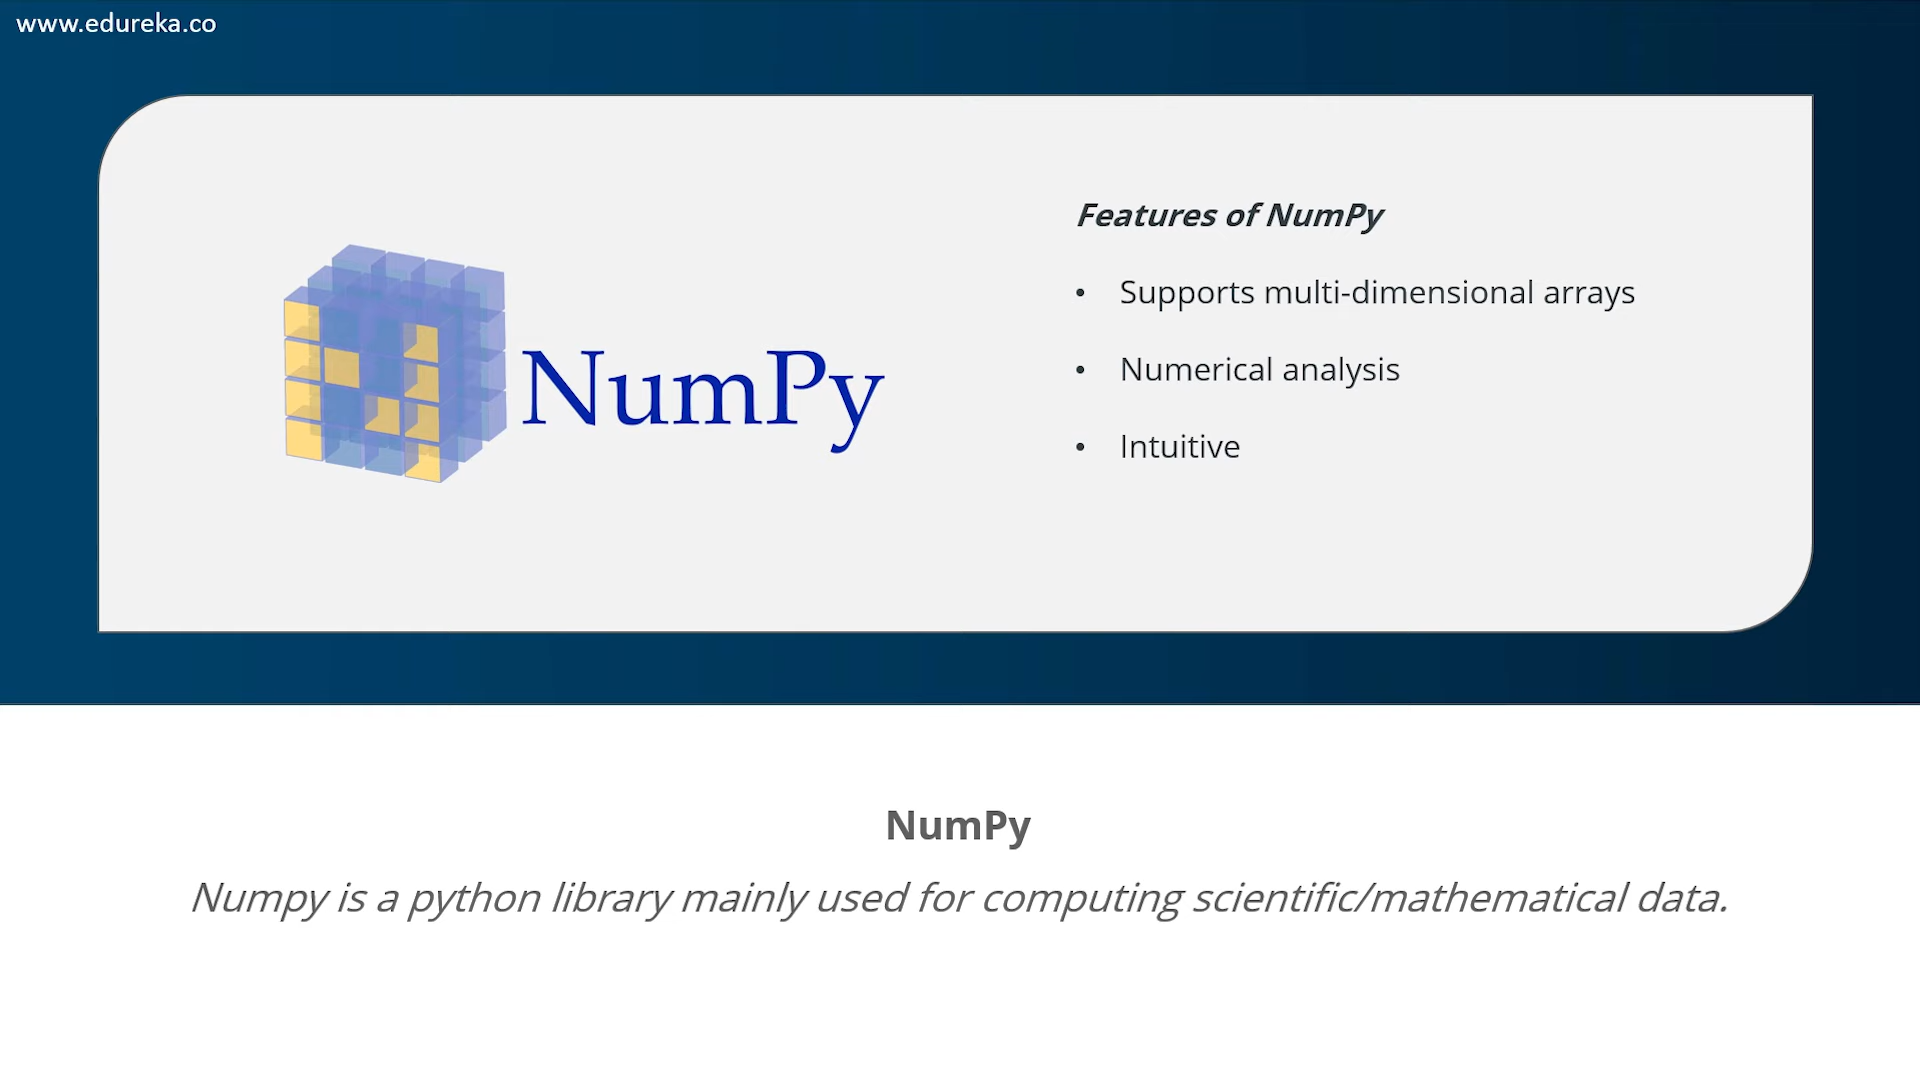 www.edureka.co
NumPy
Features of NumPy
• Supports multi-dimensional arrays
• Numerical analysis
• Intuitive
NumPy
Numpy is a python library mainly used for computing scientific/mathematical data.